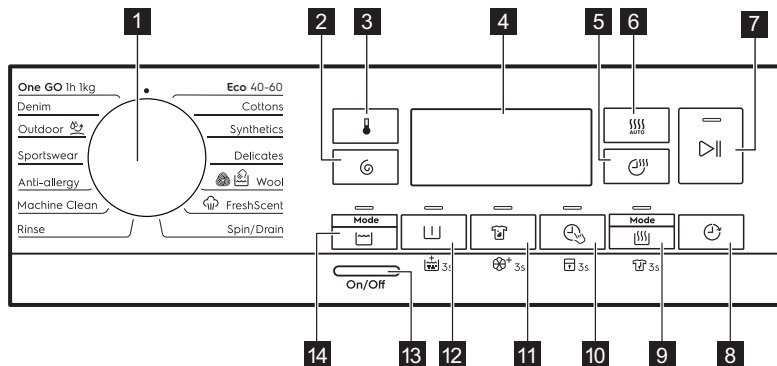 1
2
3
4
5
6
7
One GO 1h 1kg
Eco 40-60
Denim
Cottons
Outdoor
Synthetics
Sportswear
Delicates
Anti-allergy
Wool
Machine Clean
FreshScent
Rinse
Spin/Drain
AUTO
Mode
Mode
3s
3s
3s
3s
On/Off
14
13
12
11
10
9
8